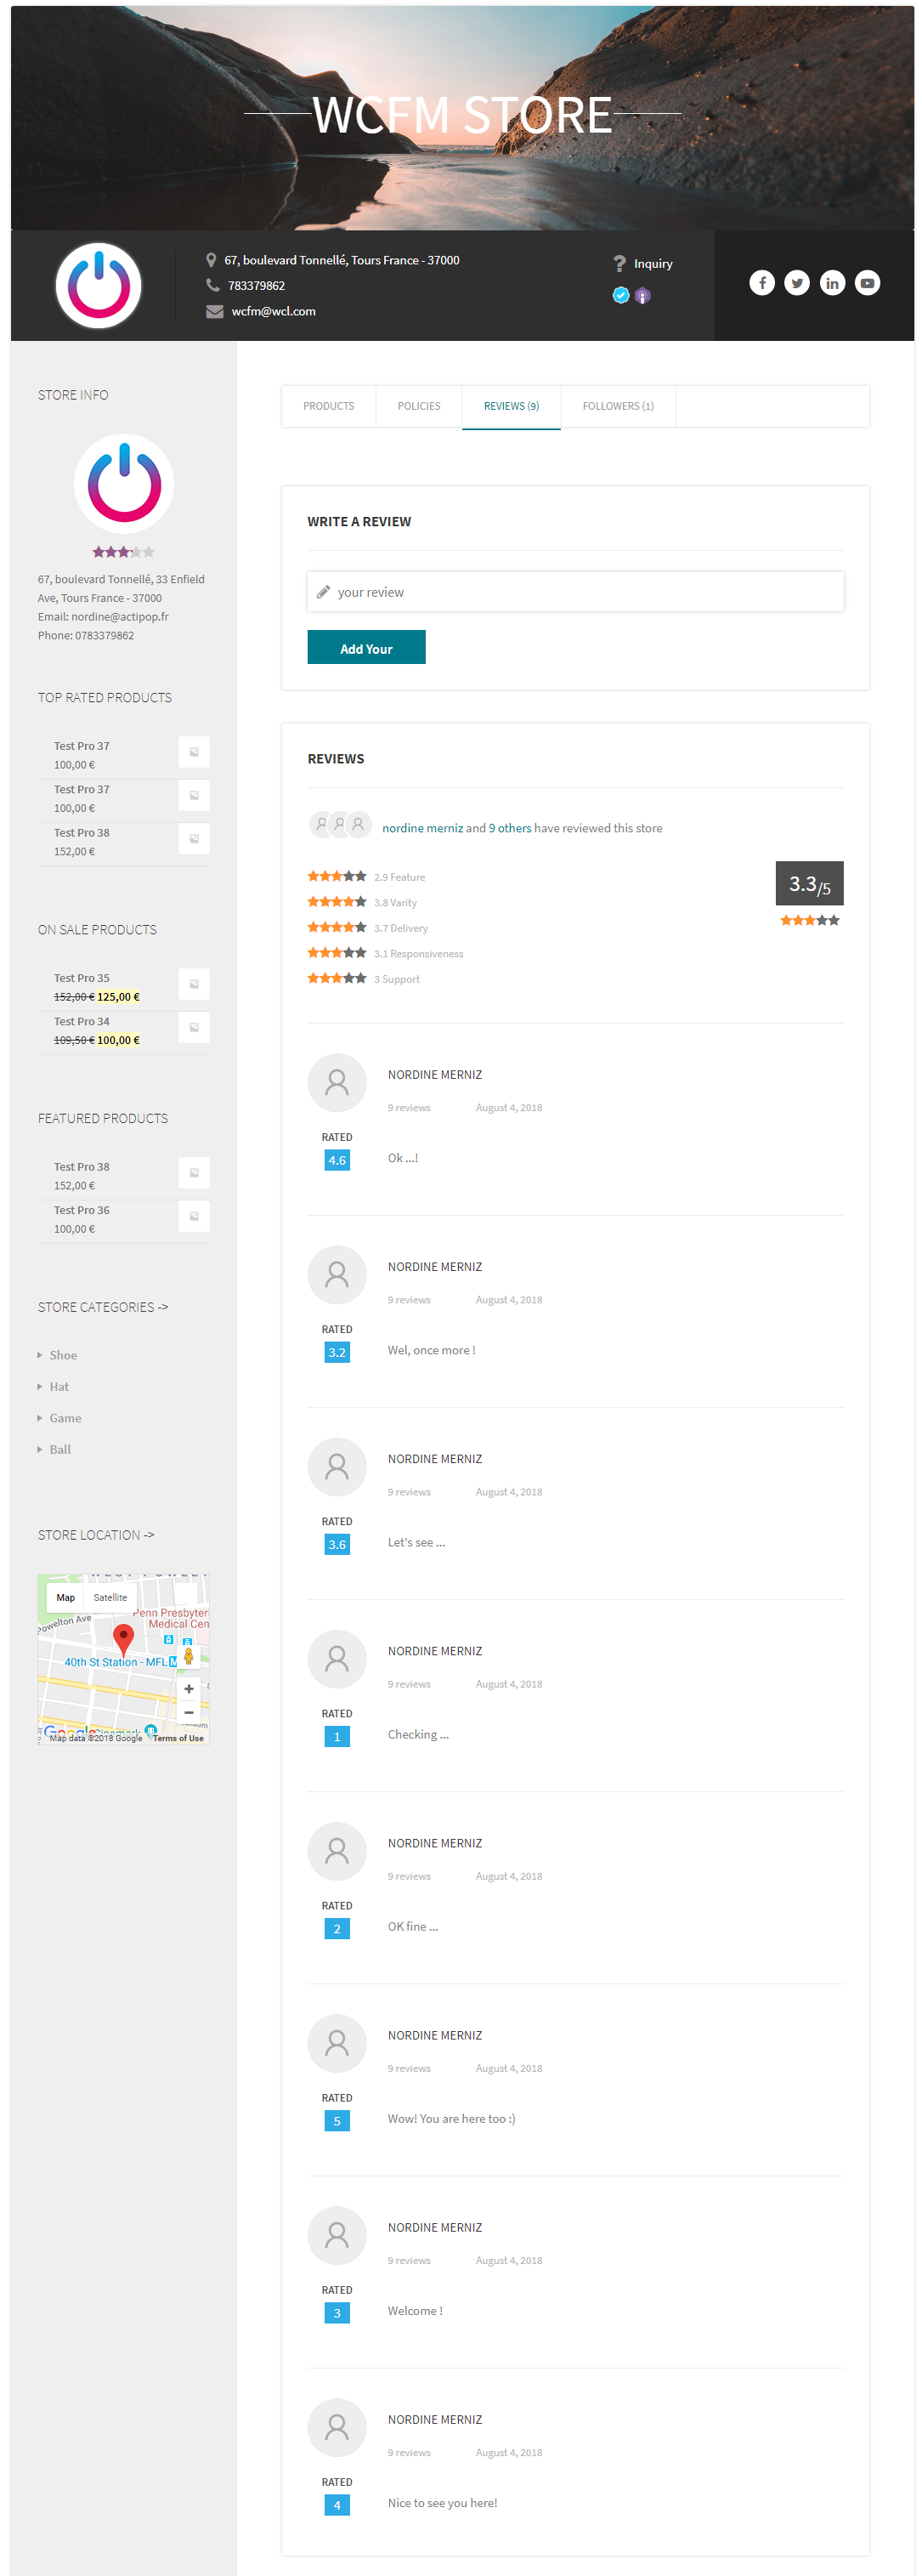 WCFM STORE
67, boulevard Tonnellé, Tours France - 37000
783379862
wcfm@wcl.com
Inquiry
STORE INFO
67, boulevard Tonnellé, 33 Enfield
Ave, Tours France - 37000
Email: nordine@actipop.fr
Phone: 0783379862
TOP RATED PRODUCTS
Test Pro 37
100,00 €
Test Pro 37
100,00 €
Test Pro 38
152,00 €
ON SALE PRODUCTS
Test Pro 35
152,00 € 125,00 €
Test Pro 34
109,50 € 100,00 €
FEATURED PRODUCTS
Test Pro 38
152,00 €
Test Pro 36
100,00 €
STORE CATEGORIES ->
Shoe
Hat
Game
Ball
STORE LOCATION ->
Map Satellite
Powelton Ave
Penn Presbyter
Medical Cen
40th St Station - MFL
Google
Map data ©2018 Google Terms of Use
PRODUCTS POLICIES REVIEWS (9) FOLLOWERS (1)
WRITE A REVIEW
your review
Add Your
REVIEWS
nordine merniz and 9 others have reviewed this store
2.9 Feature
3.8 Varity
3.7 Delivery
3.1 Responsiveness
3 Support
3.3/5
NORDINE MERNIZ
9 reviews August 4, 2018
RATED
4.6
Ok ...!
NORDINE MERNIZ
9 reviews August 4, 2018
RATED
3.2
Wel, once more !
NORDINE MERNIZ
9 reviews August 4, 2018
RATED
3.6
Let's see ...
NORDINE MERNIZ
9 reviews August 4, 2018
RATED
1
Checking ...
NORDINE MERNIZ
9 reviews August 4, 2018
RATED
2
OK fine ...
NORDINE MERNIZ
9 reviews August 4, 2018
RATED
5
Wow! You are here too :)
NORDINE MERNIZ
9 reviews August 4, 2018
RATED
3
Welcome !
NORDINE MERNIZ
9 reviews August 4, 2018
RATED
4
Nice to see you here!